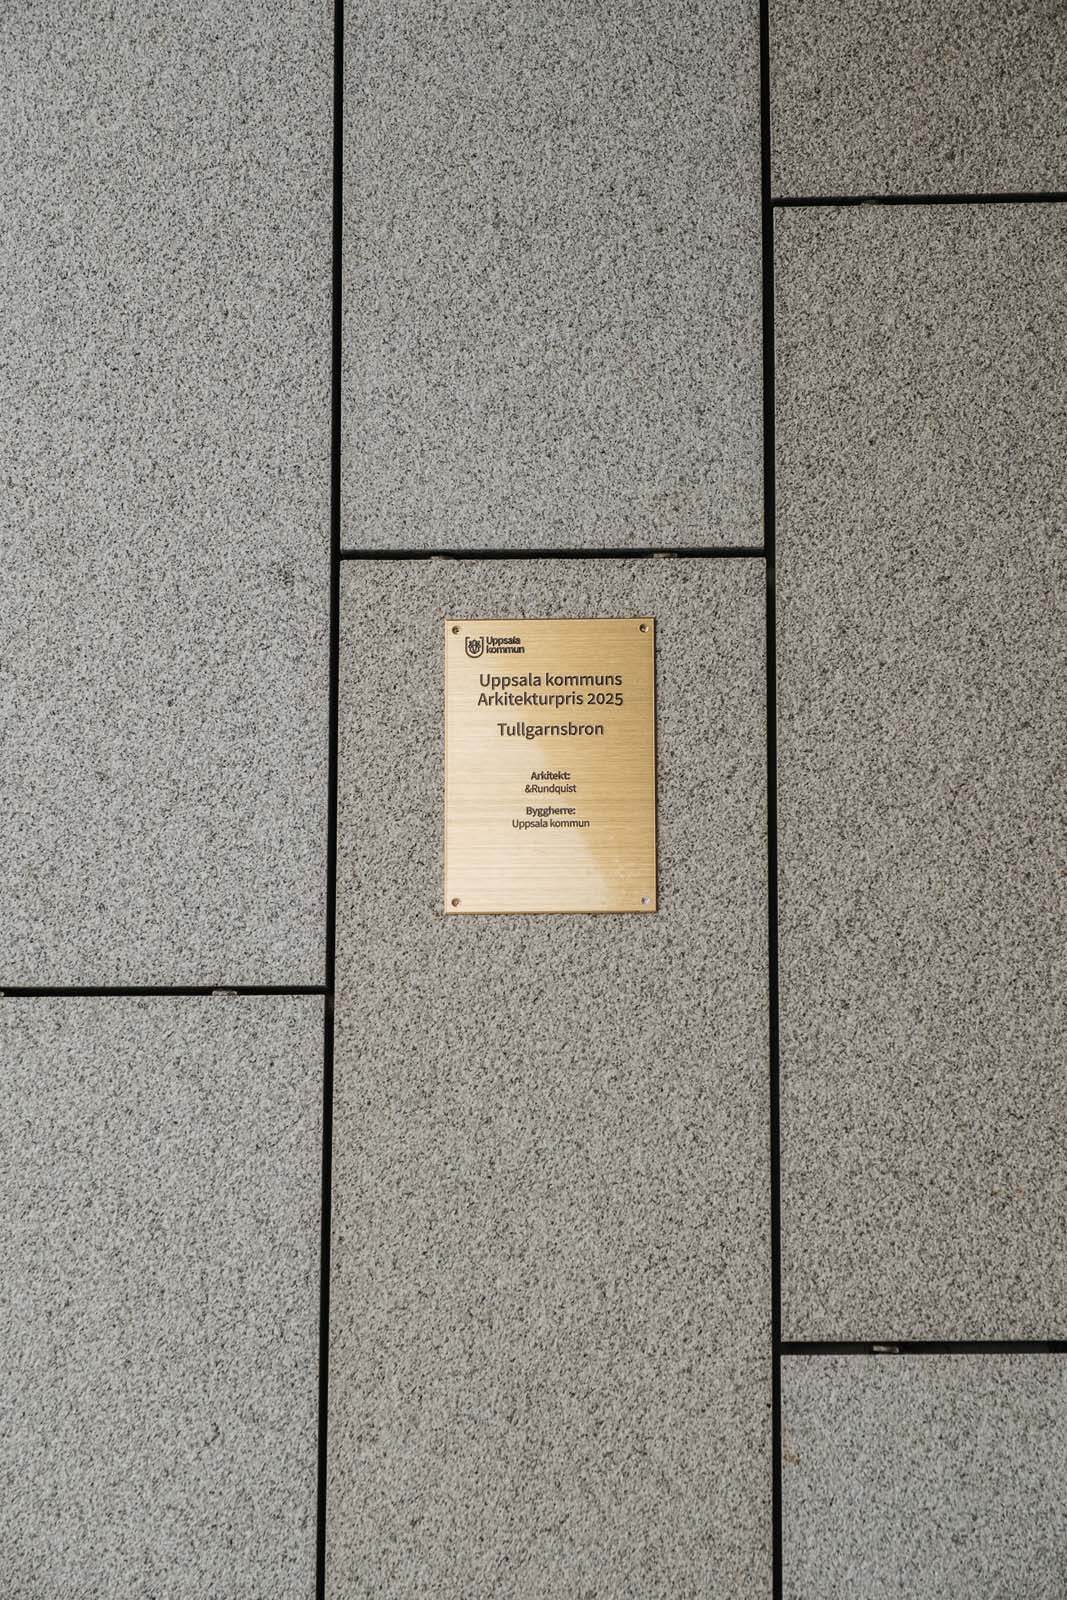 Uppsala
kommun
Uppsala kommuns
Arkitekturpris 2025
Tullgarnsbron
Arkitekt:
&Rundquist
Byggherre:
Uppsala kommun